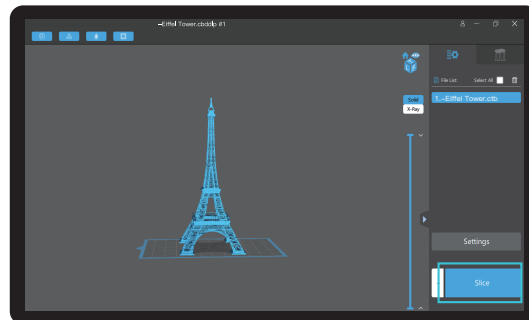 --Eiffel Tower.cbddlp #1
File List:
Select All
1.--Eiffel Tower.ctb
Solid
X-Ray
Settings
Slice